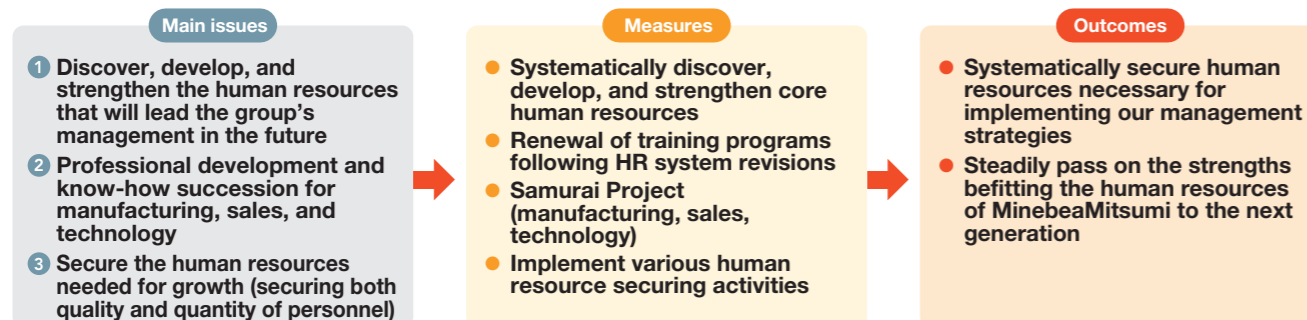 Main issues
1 Discover, develop, and
strengthen the human resources
that will lead the group's
management in the future
2 Professional development and
know-how succession for
manufacturing, sales, and
technology
3 Secure the human resources
needed for growth (securing both
quality and quantity of personnel)
Measures
● Systematically discover,
develop, and strengthen core
human resources
● Renewal of training programs
following HR system revisions
● Samurai Project
(manufacturing, sales,
technology)
● Implement various human
resource securing activities
Outcomes
● Systematically secure human
resources necessary for
implementing our management
strategies
● Steadily pass on the strengths
befitting the human resources
of MinebeaMitsumi to the next
generation